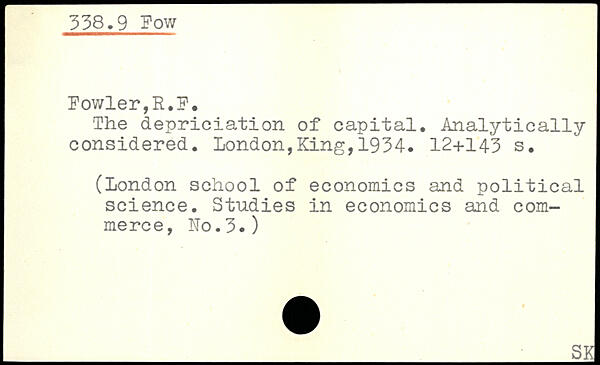 338.9 Fow
Fowler,R.F.
The depriciation of capital. Analytically
considered. London,King,1934. 12+143 s.
(London school of economics and political
science. Studies in economics and com-
merce, No.3.)
SK